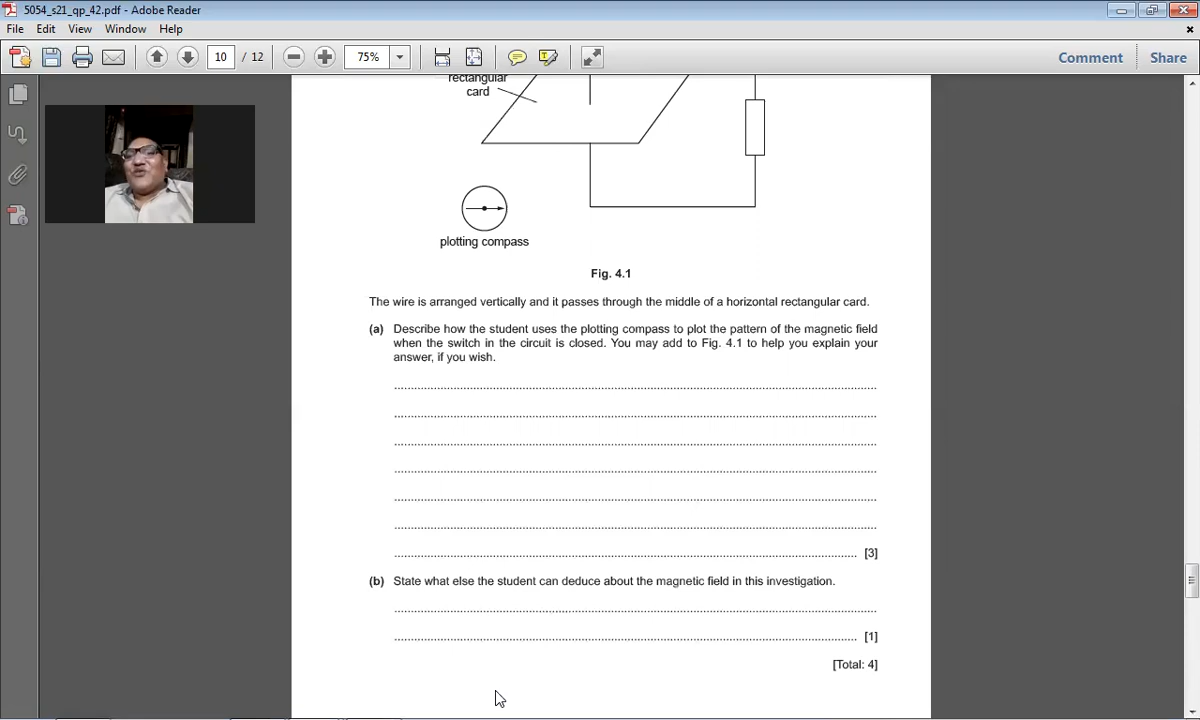 5054_s21_qp_42.pdf - Adobe Reader
File Edit View Window Help
10 / 12 75% Comment Share
rectangular
card
plotting compass
Fig. 4.1
The wire is arranged vertically and it passes through the middle of a horizontal rectangular card.
(a) Describe how the student uses the plotting compass to plot the pattern of the magnetic field
when the switch in the circuit is closed. You may add to Fig. 4.1 to help you explain your
answer, if you wish.
[3]
(b) State what else the student can deduce about the magnetic field in this investigation.
[1]
[Total: 4]